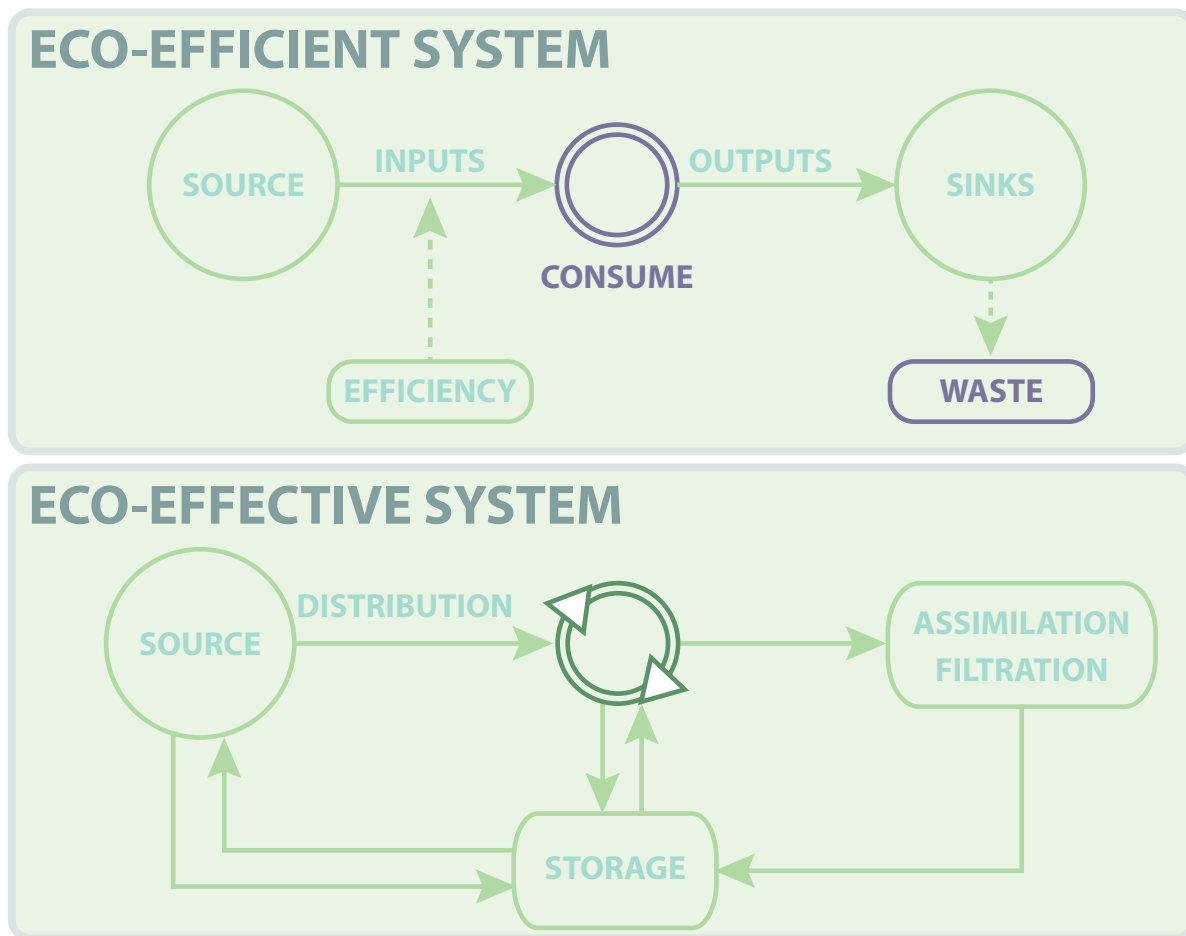 ECO-EFFICIENT SYSTEM
SOURCE
INPUTS
OUTPUTS
SINKS
CONSUME
EFFICIENCY
WASTE
ECO-EFFECTIVE SYSTEM
SOURCE
DISTRIBUTION
ASSIMILATION
FILTRATION
STORAGE